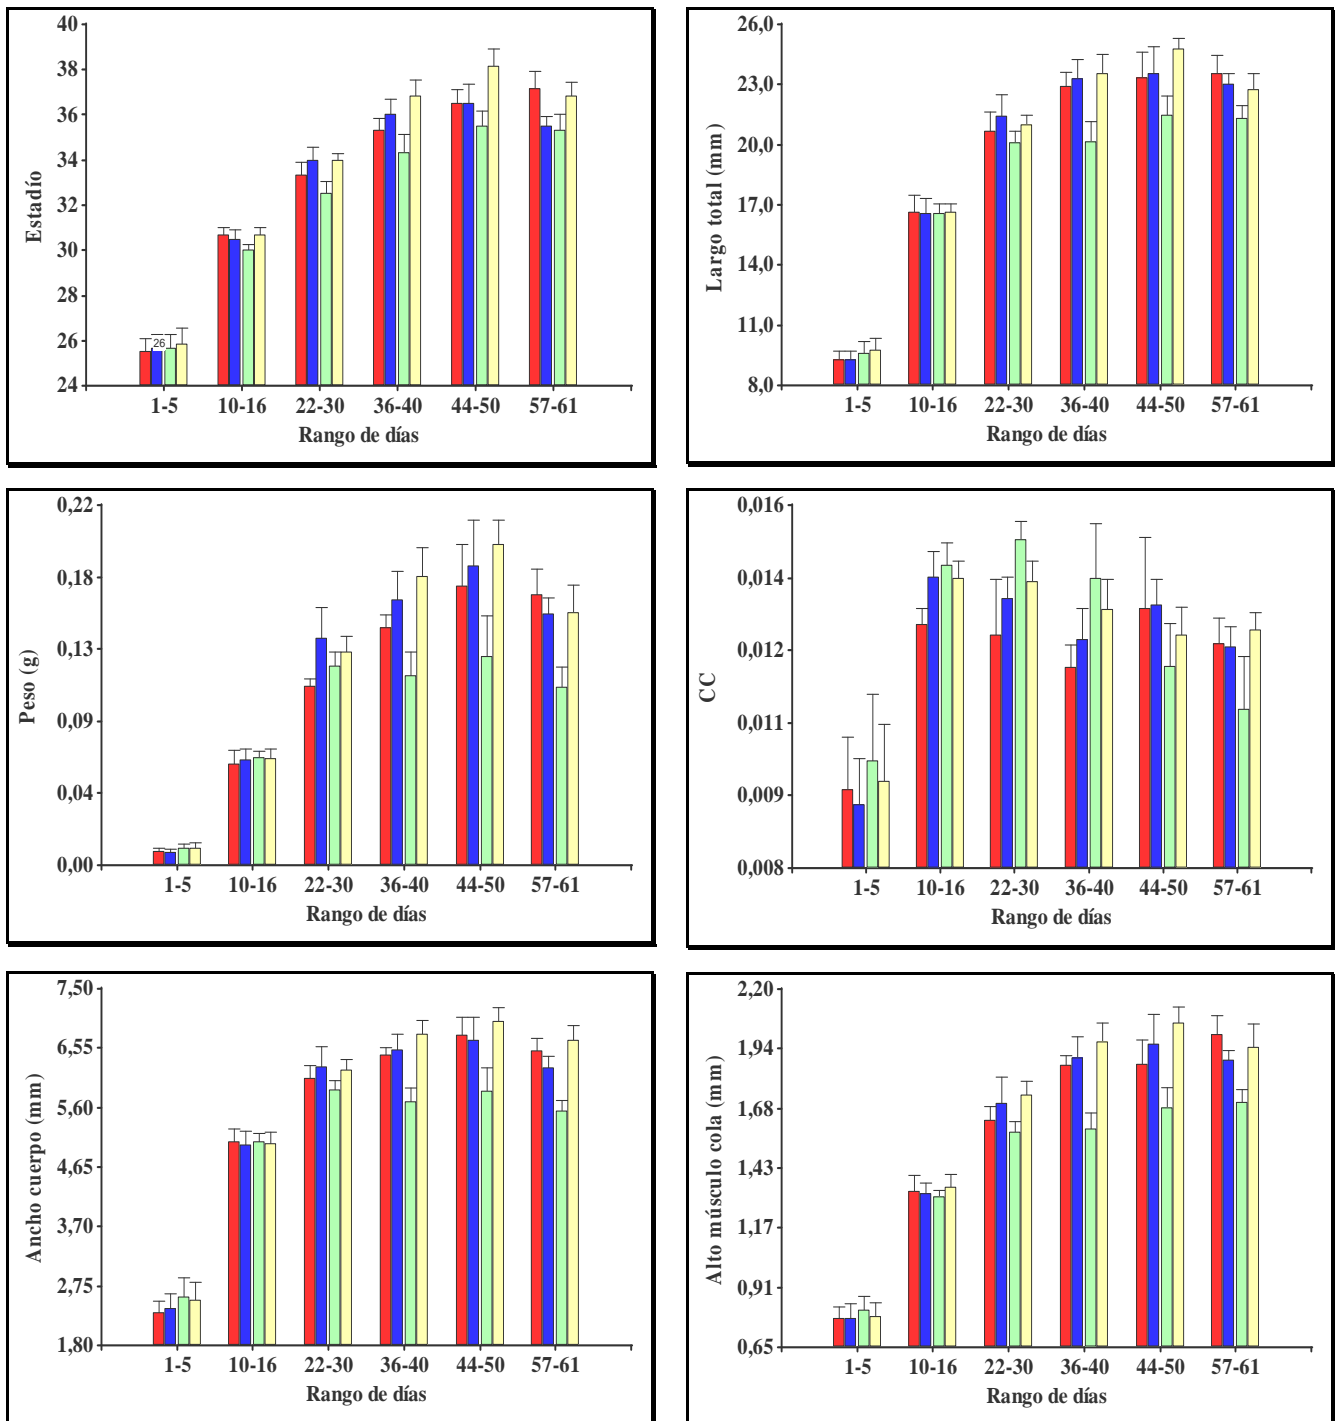 Estadío
40
38
36
34
32
30
28
26
24
26
1-5 10-16 22-30 36-40 44-50 57-61
Rango de días
Largo total (mm)
26,0
23,0
20,0
17,0
14,0
11,0
8,0
1-5 10-16 22-30 36-40 44-50 57-61
Rango de días
Peso (g)
0,22
0,18
0,13
0,09
0,04
0,00
1-5 10-16 22-30 36-40 44-50 57-61
Rango de días
CC
0,016
0,014
0,012
0,011
0,009
0,008
1-5 10-16 22-30 36-40 44-50 57-61
Rango de días
Ancho cuerpo (mm)
7,50
6,55
5,60
4,65
3,70
2,75
1,80
1-5 10-16 22-30 36-40 44-50 57-61
Rango de días
Alto músculo cola (mm)
2,20
1,94
1,68
1,43
1,17
0,91
0,65
1-5 10-16 22-30 36-40 44-50 57-61
Rango de días